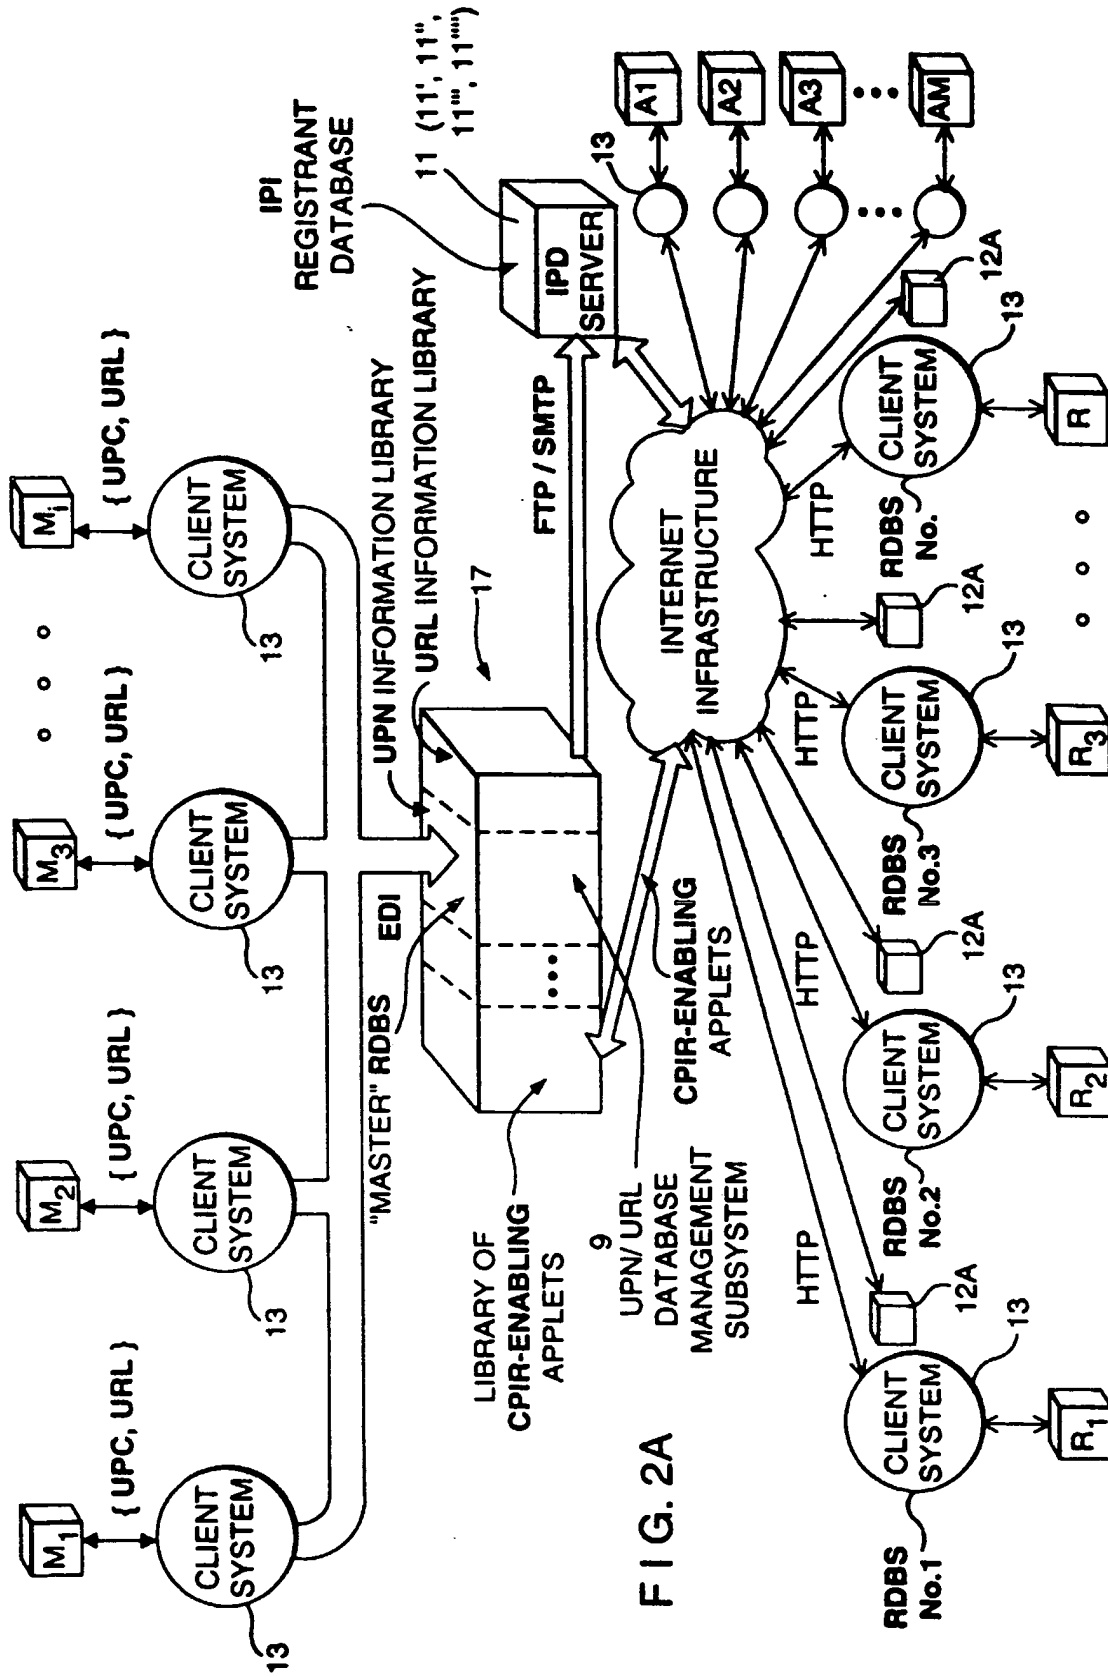 M1
{ UPC, URL }
CLIENT
SYSTEM
13
M2
{ UPC, URL }
CLIENT
SYSTEM
13
M3
{ UPC, URL }
CLIENT
SYSTEM
13
Mi
{ UPC, URL }
CLIENT
SYSTEM
13
EDI
"MASTER" RDBS
UPN INFORMATION LIBRARY
URL INFORMATION LIBRARY
17
LIBRARY OF
CPIR-ENABLING
APPLETS
9
UPN/URL
DATABASE
MANAGEMENT
SUBSYSTEM
CPIR-ENABLING
APPLETS
FTP / SMTP
IPI
REGISTRANT
DATABASE
11 (11', 11'',
11''', 11'''')
IPD
SERVER
INTERNET
INFRASTRUCTURE
13
A1
A2
A3
AM
HTTP
HTTP
HTTP
HTTP
12A
12A
12A
12A
RDBS
No.1
CLIENT
SYSTEM
13
R1
RDBS
No.2
CLIENT
SYSTEM
13
R2
RDBS
No.3
CLIENT
SYSTEM
13
R3
RDBS
No.
CLIENT
SYSTEM
13
R
FIG. 2A